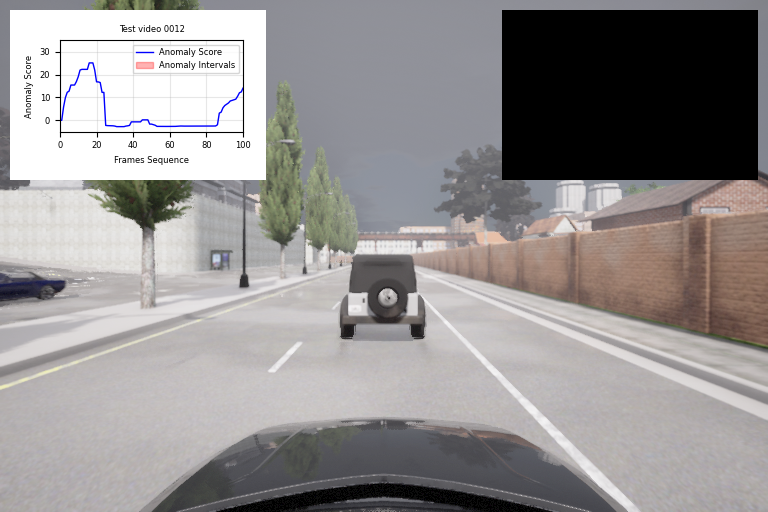 Test video 0012
Anomaly Score
Anomaly Intervals
Anomaly Score
30
20
10
0
0 20 40 60 80 100
Frames Sequence